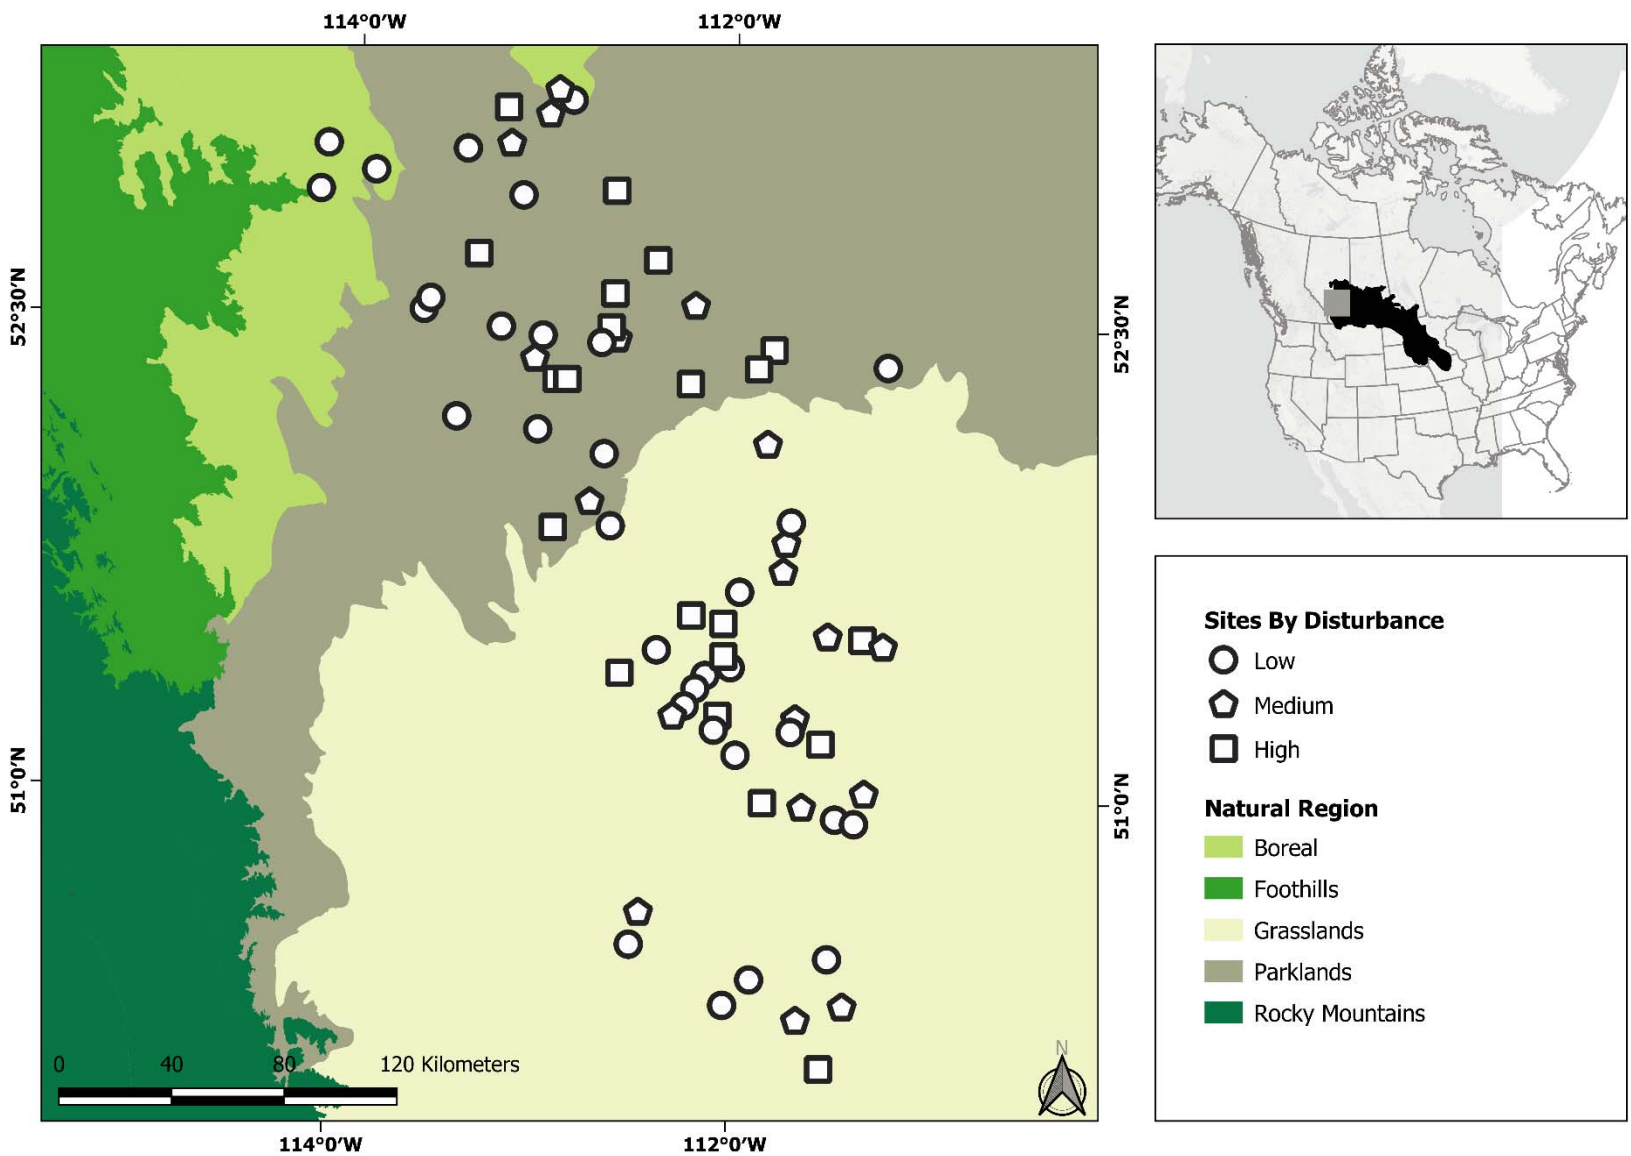 114°0′W
112°0′W
52°30′N
52°30′N
51°0′N
51°0′N
0
40
80
120 Kilometers
N
114°0′W
112°0′W
Sites By Disturbance
Low
Medium
High
Natural Region
Boreal
Foothills
Grasslands
Parklands
Rocky Mountains